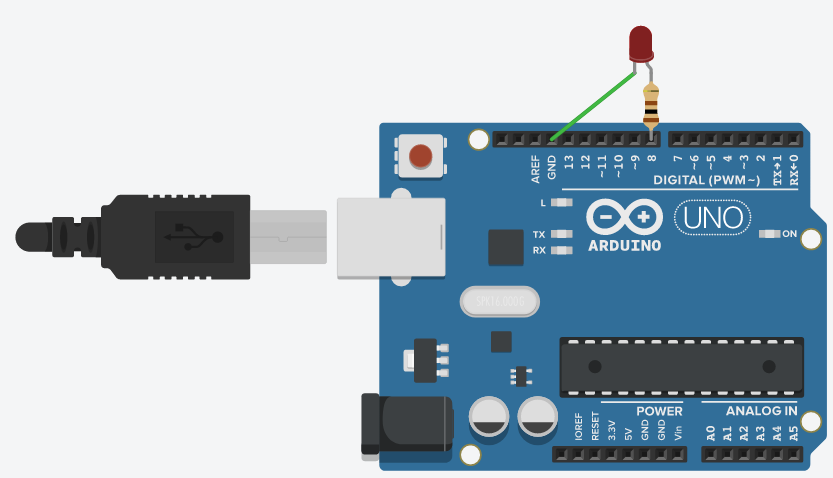 AREF
GND
13
12
~11
~10
~9
8
7
~6
~5
4
~3
2
TX→1
RX←0
DIGITAL (PWM~)
L
TX
RX
ARDUINO
UNO
ON
SPK16.000G
POWER
ANALOG IN
IOREF
RESET
3.3V
5V
GND
GND
Vin
A0
A1
A2
A3
A4
A5